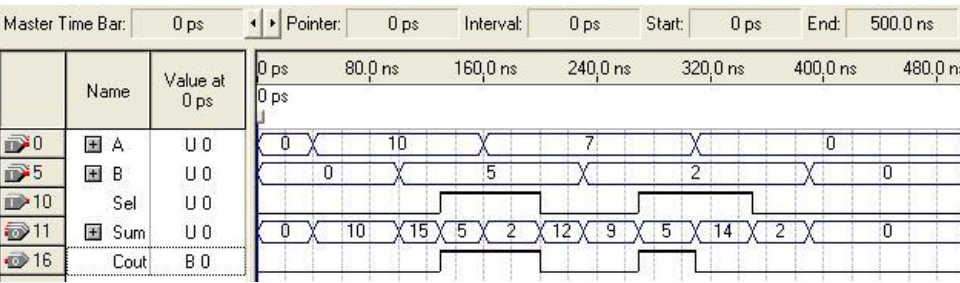 Master Time Bar: 0 ps Pointer: 0 ps Interval: 0 ps Start: 0 ps End: 500.0 ns
Name Value at 0 ps 0 ps 80.0 ns 160.0 ns 240.0 ns 320.0 ns 400.0 ns 480.0 n
0 ps
0 A U 0 0 10 7 0
5 B U 0 0 5 2 0
10 Sel U 0
11 Sum U 0 0 10 15 5 2 12 9 5 14 2 0
16 Cout B 0